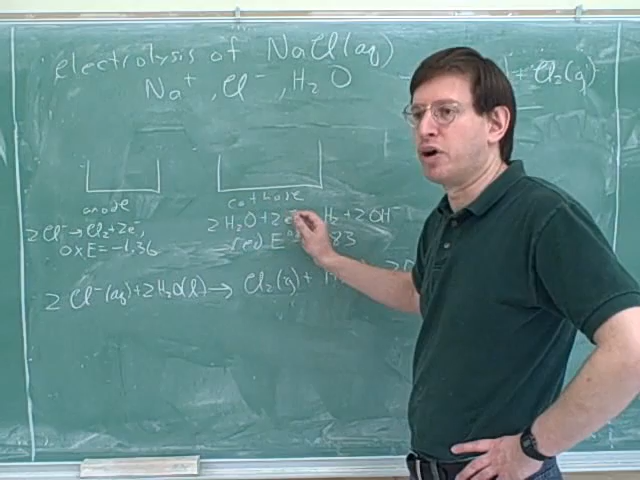 electrolysis of NaCl(aq)
Na⁺, Cl⁻, H₂O
+ Cl₂(g)
anode
cathode
2Cl⁻→Cl₂+2e⁻,
2H₂O+2e⁻ H₂+2OH⁻
ox E=-1.36
red E 83
2Cl⁻(aq)+2H₂O(l)→ Cl₂(g)+ H